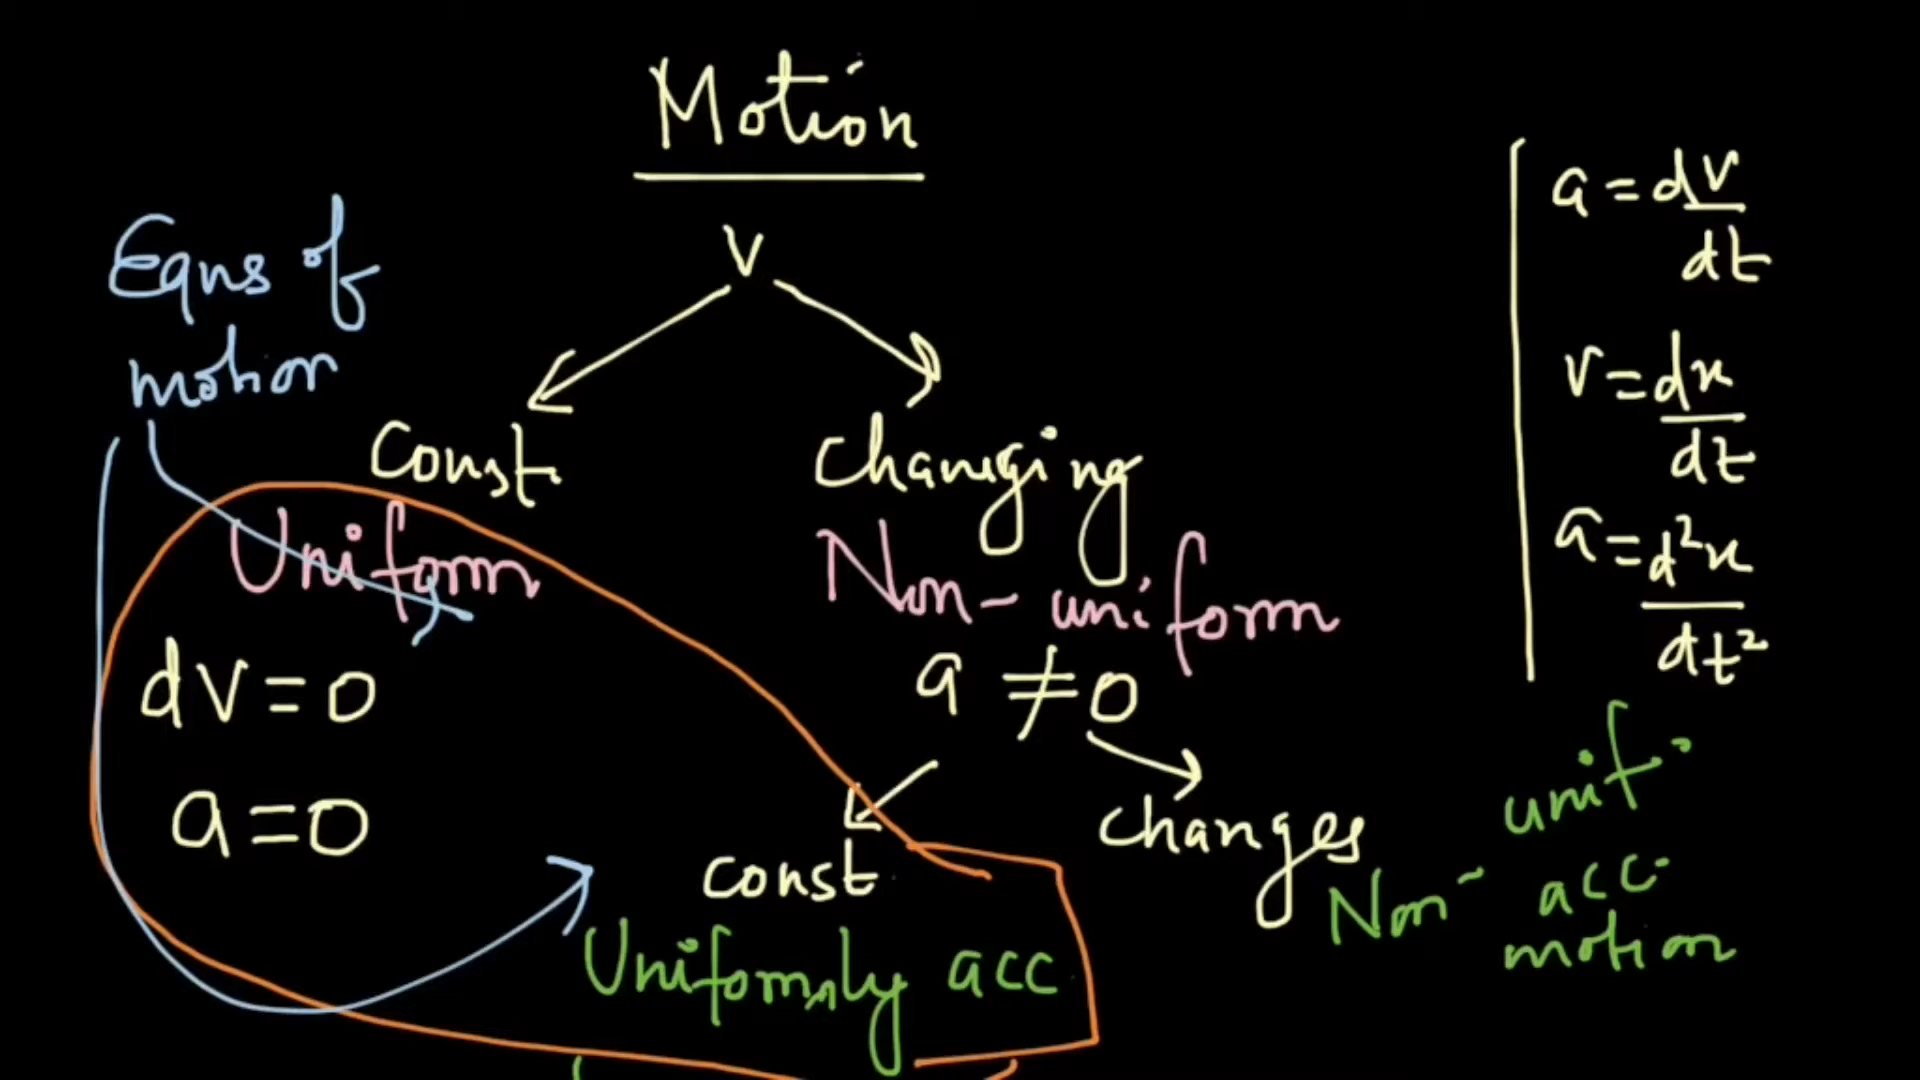 Motion
v
Eqns of
motion
Const
Changing
Uniform
Non-uniform
dv=0
a≠0
a=0
const
changes
Uniformly acc
Non-
unif.
acc.
motion
a=dv
dt
v=dx
dt
a=d²x
dt²